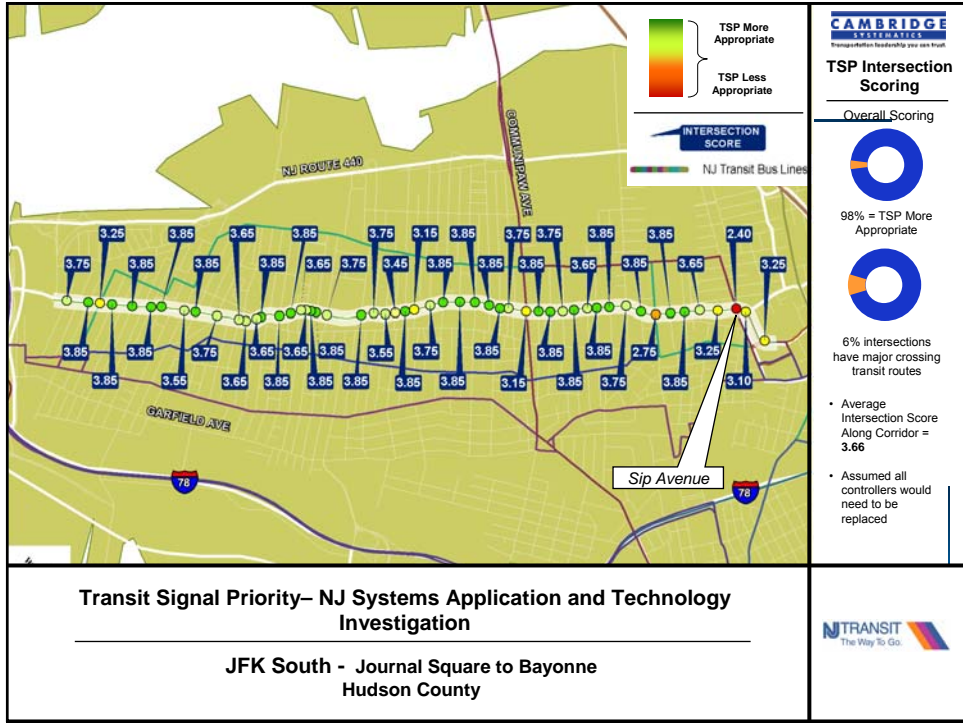 TSP More
Appropriate
TSP Less
Appropriate
INTERSECTION
SCORE
NJ Transit Bus Lines
NJ ROUTE 440
COMMUNIPAW AVE
3.25
3.85
3.65
3.85
3.75
3.15
3.85
3.75
3.75
3.85
3.85
2.40
3.75
3.85
3.85
3.85
3.65
3.75
3.45
3.85
3.85
3.85
3.65
3.85
3.65
3.25
3.85
3.85
3.75
3.65
3.65
3.85
3.55
3.75
3.85
3.85
3.85
2.75
3.25
3.85
3.55
3.65
3.85
3.85
3.85
3.85
3.85
3.15
3.85
3.75
3.85
3.10
GARFIELD AVE
78
Sip Avenue
78
CAMBRIDGE
SYSTEMATICS
Transportation leadership you can trust.
TSP Intersection
Scoring
Overall Scoring
98% = TSP More
Appropriate
6% intersections
have major crossing
transit routes
• Average
Intersection Score
Along Corridor =
3.66
• Assumed all
controllers would
need to be
replaced
Transit Signal Priority– NJ Systems Application and Technology
Investigation
JFK South - Journal Square to Bayonne
Hudson County
NJ TRANSIT
The Way To Go.